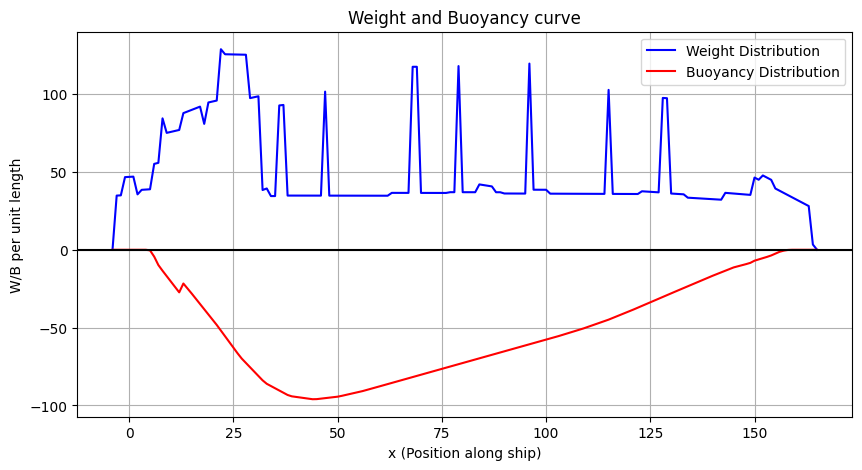 Weight and Buoyancy curve
Weight Distribution
Buoyancy Distribution
W/B per unit length
100
50
0
−50
−100
0 25 50 75 100 125 150
x (Position along ship)